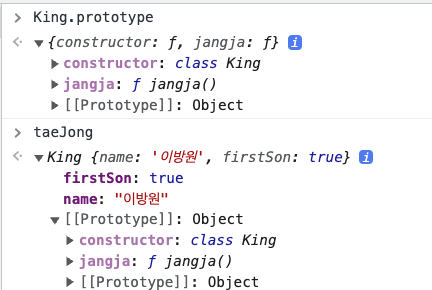 King.prototype
{constructor: ƒ, jangja: ƒ} i
constructor: class King
jangja: ƒ jangja()
[[Prototype]]: Object
taeJong
King {name: '이방원', firstSon: true} i
firstSon: true
name: "이방원"
[[Prototype]]: Object
constructor: class King
jangja: ƒ jangja()
[[Prototype]]: Object